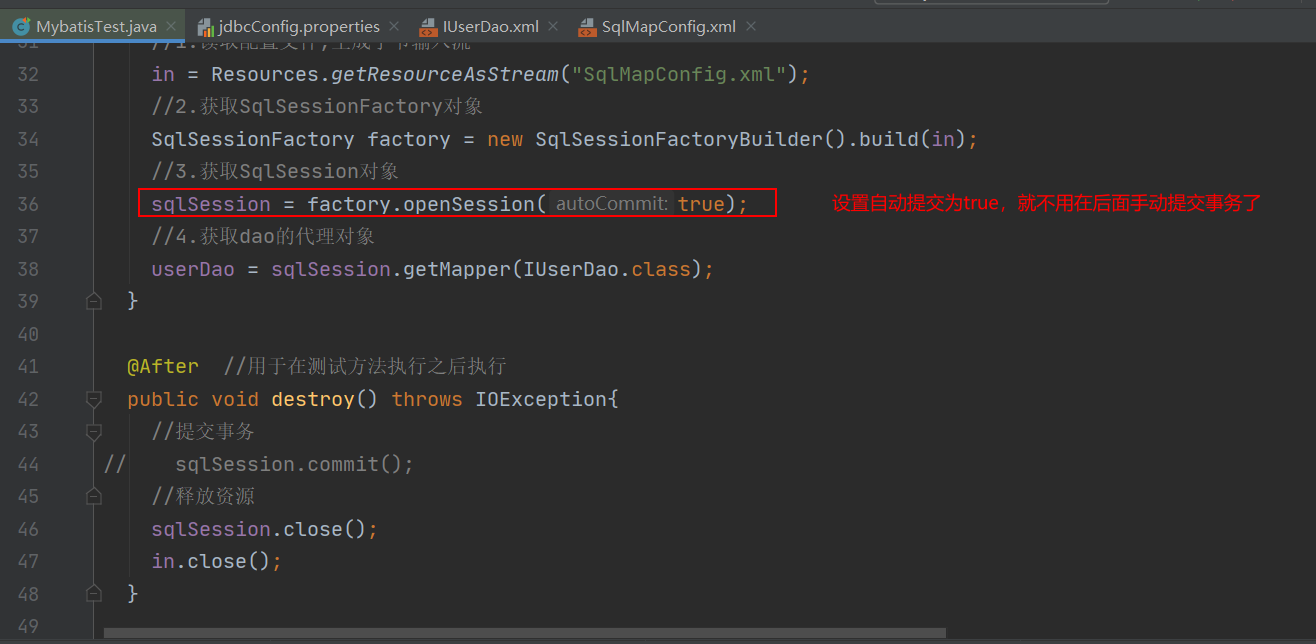 MybatisTest.java jdbcConfig.properties IUserDao.xml SqlMapConfig.xml
32 in = Resources.getResourceAsStream("SqlMapConfig.xml");
33 //2.获取SqlSessionFactory对象
34 SqlSessionFactory factory = new SqlSessionFactoryBuilder().build(in);
35 //3.获取SqlSession对象
36 sqlSession = factory.openSession( autoCommit: true); 设置自动提交为true，就不用在后面手动提交事务了
37 //4.获取dao的代理对象
38 userDao = sqlSession.getMapper(IUserDao.class);
39 }
40
41 @After //用于在测试方法执行之后执行
42 public void destroy() throws IOException{
43 //提交事务
44 // sqlSession.commit();
45 //释放资源
46 sqlSession.close();
47 in.close();
48 }
49